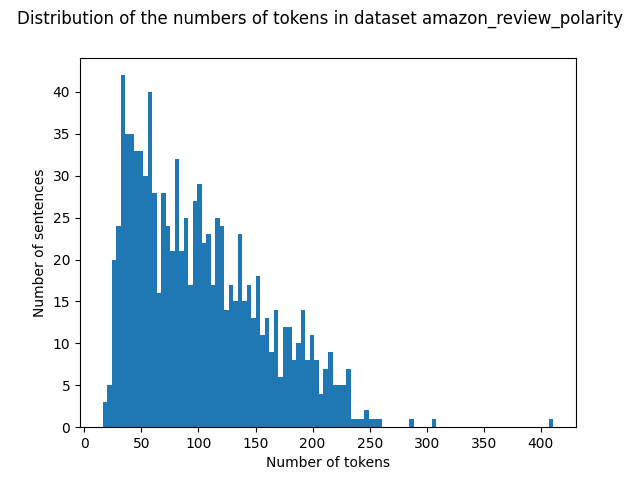 Distribution of the numbers of tokens in dataset amazon_review_polarity
Number of sentences
40
35
30
25
20
15
10
5
0
0 50 100 150 200 250 300 350 400
Number of tokens